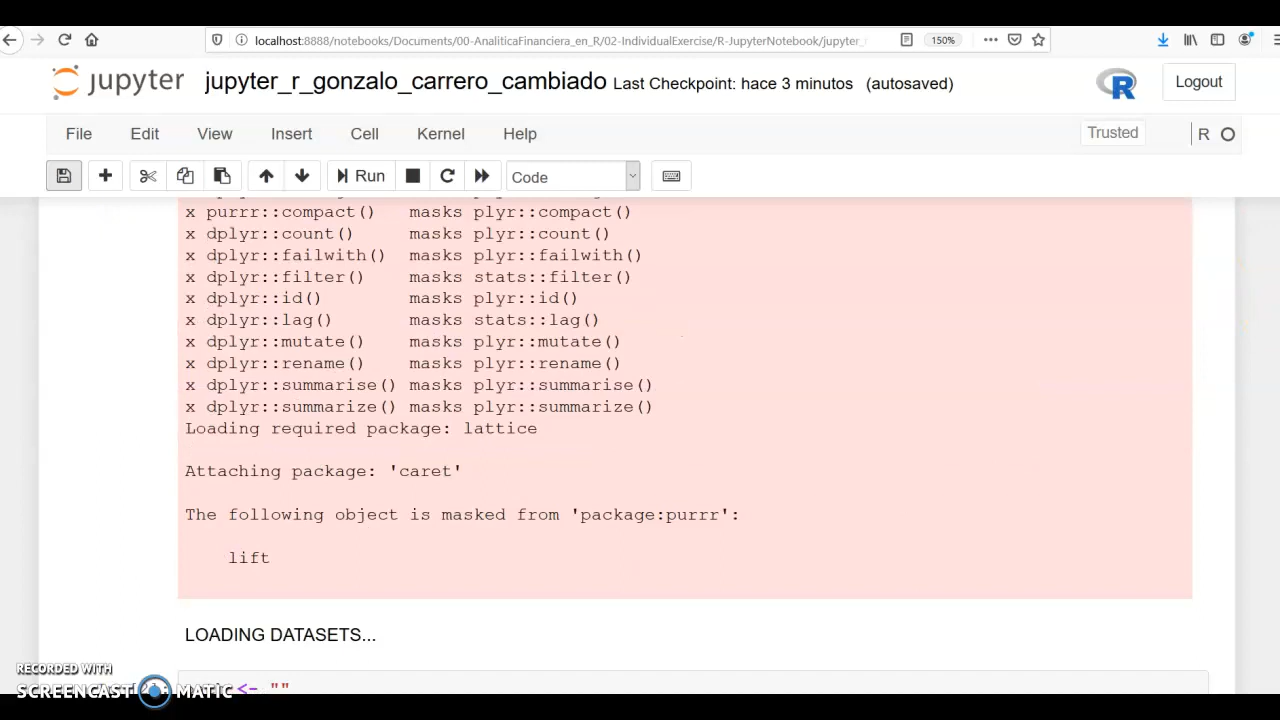 localhost:8888/notebooks/Documents/00-AnaliticaFinanciera_en_R/02-IndividualExercise/R-JupyterNotebook/jupyter_ 150%
jupyter jupyter_r_gonzalo_carrero_cambiado Last Checkpoint: hace 3 minutos (autosaved) R Logout
File Edit View Insert Cell Kernel Help Trusted R
Run Code
x purrr::compact() masks plyr::compact()
x dplyr::count() masks plyr::count()
x dplyr::failwith() masks plyr::failwith()
x dplyr::filter() masks stats::filter()
x dplyr::id() masks plyr::id()
x dplyr::lag() masks stats::lag()
x dplyr::mutate() masks plyr::mutate()
x dplyr::rename() masks plyr::rename()
x dplyr::summarise() masks plyr::summarise()
x dplyr::summarize() masks plyr::summarize()
Loading required package: lattice
Attaching package: 'caret'
The following object is masked from 'package:purrr':
lift
LOADING DATASETS...
<- ""
RECORDED WITH
SCREENCAST MATIC